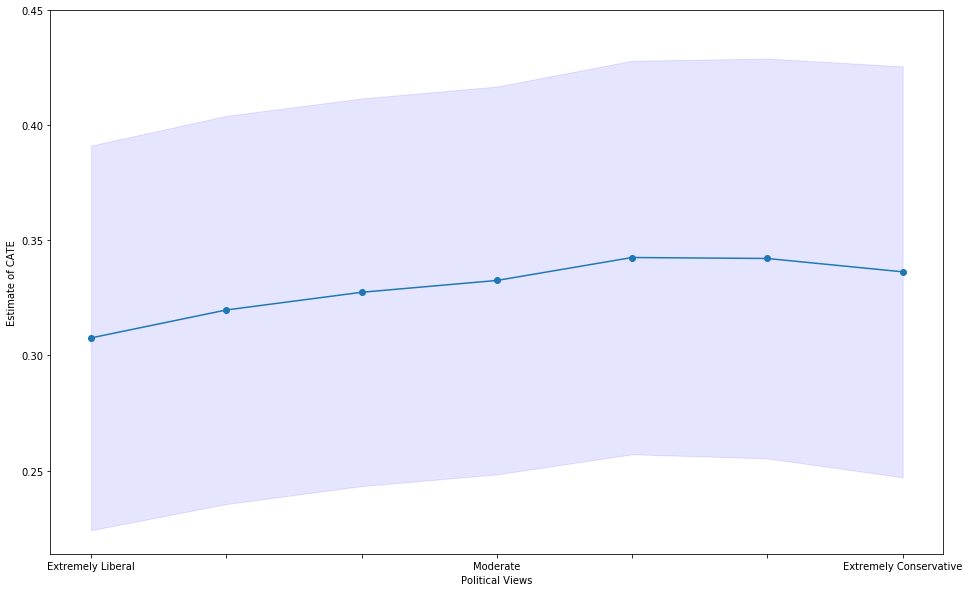 0.45
0.40
0.35
0.30
0.25
Estimate of CATE
Extremely Liberal
Moderate
Extremely Conservative
Political Views